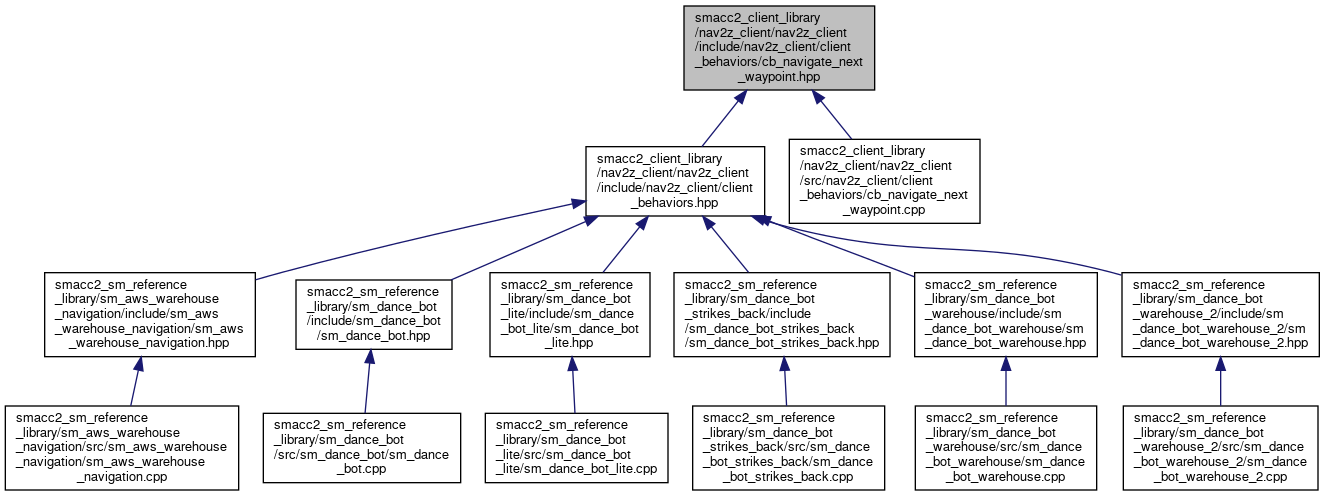 smacc2_client_library
/nav2z_client/nav2z_client
/include/nav2z_client/client
_behaviors/cb_navigate_next
_waypoint.hpp
smacc2_client_library
/nav2z_client/nav2z_client
/include/nav2z_client/client
_behaviors.hpp
smacc2_client_library
/nav2z_client/nav2z_client
/src/nav2z_client/client
_behaviors/cb_navigate_next
_waypoint.cpp
smacc2_sm_reference
_library/sm_aws_warehouse
_navigation/include/sm_aws
_warehouse_navigation/sm_aws
_warehouse_navigation.hpp
smacc2_sm_reference
_library/sm_dance_bot
/include/sm_dance_bot
/sm_dance_bot.hpp
smacc2_sm_reference
_library/sm_dance_bot
_lite/include/sm_dance
_bot_lite/sm_dance_bot
_lite.hpp
smacc2_sm_reference
_library/sm_dance_bot
_strikes_back/include
/sm_dance_bot_strikes_back
/sm_dance_bot_strikes_back.hpp
smacc2_sm_reference
_library/sm_dance_bot
_warehouse/include/sm
_dance_bot_warehouse/sm
_dance_bot_warehouse.hpp
smacc2_sm_reference
_library/sm_dance_bot
_warehouse_2/include/sm
_dance_bot_warehouse_2/sm
_dance_bot_warehouse_2.hpp
smacc2_sm_reference
_library/sm_aws_warehouse
_navigation/src/sm_aws_warehouse
_navigation/sm_aws_warehouse
_navigation.cpp
smacc2_sm_reference
_library/sm_dance_bot
/src/sm_dance_bot/sm_dance
_bot.cpp
smacc2_sm_reference
_library/sm_dance_bot
_lite/src/sm_dance_bot
_lite/sm_dance_bot_lite.cpp
smacc2_sm_reference
_library/sm_dance_bot
_strikes_back/src/sm_dance
_bot_strikes_back/sm_dance
_bot_strikes_back.cpp
smacc2_sm_reference
_library/sm_dance_bot
_warehouse/src/sm_dance
_bot_warehouse/sm_dance
_bot_warehouse.cpp
smacc2_sm_reference
_library/sm_dance_bot
_warehouse_2/src/sm_dance
_bot_warehouse_2/sm_dance
_bot_warehouse_2.cpp